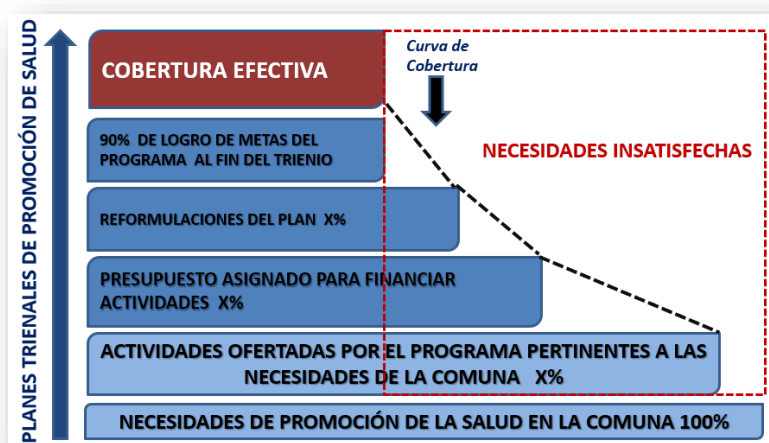 PLANES TRIENALES DE PROMOCIÓN DE SALUD
COBERTURA EFECTIVA
Curva de
Cobertura
90% DE LOGRO DE METAS DEL
PROGRAMA AL FIN DEL TRIENIO
NECESIDADES INSATISFECHAS
REFORMULACIONES DEL PLAN X%
PRESUPUESTO ASIGNADO PARA FINANCIAR
ACTIVIDADES X%
ACTIVIDADES OFERTADAS POR EL PROGRAMA PERTINENTES A LAS
NECESIDADES DE LA COMUNA X%
NECESIDADES DE PROMOCIÓN DE LA SALUD EN LA COMUNA 100%